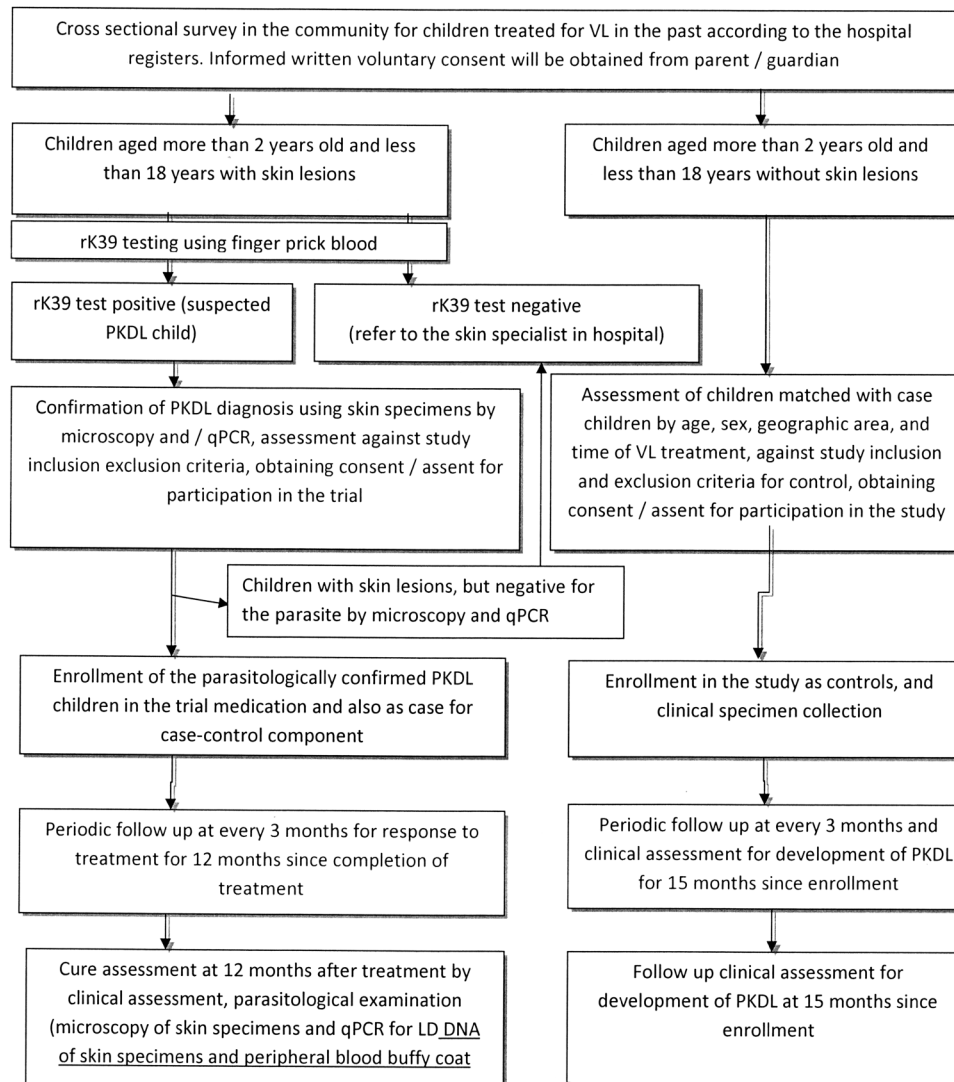 Cross sectional survey in the community for children treated for VL in the past according to the hospital
registers. Informed written voluntary consent will be obtained from parent / guardian
Children aged more than 2 years old and less
than 18 years with skin lesions
Children aged more than 2 years old and
less than 18 years without skin lesions
rK39 testing using finger prick blood
rK39 test positive (suspected
PKDL child)
rK39 test negative
(refer to the skin specialist in hospital)
Confirmation of PKDL diagnosis using skin specimens by
microscopy and / qPCR, assessment against study
inclusion exclusion criteria, obtaining consent / assent for
participation in the trial
Assessment of children matched with case
children by age, sex, geographic area, and
time of VL treatment, against study inclusion
and exclusion criteria for control, obtaining
consent / assent for participation in the study
Children with skin lesions, but negative for
the parasite by microscopy and qPCR
Enrollment of the parasitologically confirmed PKDL
children in the trial medication and also as case for
case-control component
Enrollment in the study as controls, and
clinical specimen collection
Periodic follow up at every 3 months for response to
treatment for 12 months since completion of
treatment
Periodic follow up at every 3 months and
clinical assessment for development of PKDL
for 15 months since enrollment
Cure assessment at 12 months after treatment by
clinical assessment, parasitological examination
(microscopy of skin specimens and qPCR for LD DNA
of skin specimens and peripheral blood buffy coat
Follow up clinical assessment for
development of PKDL at 15 months since
enrollment